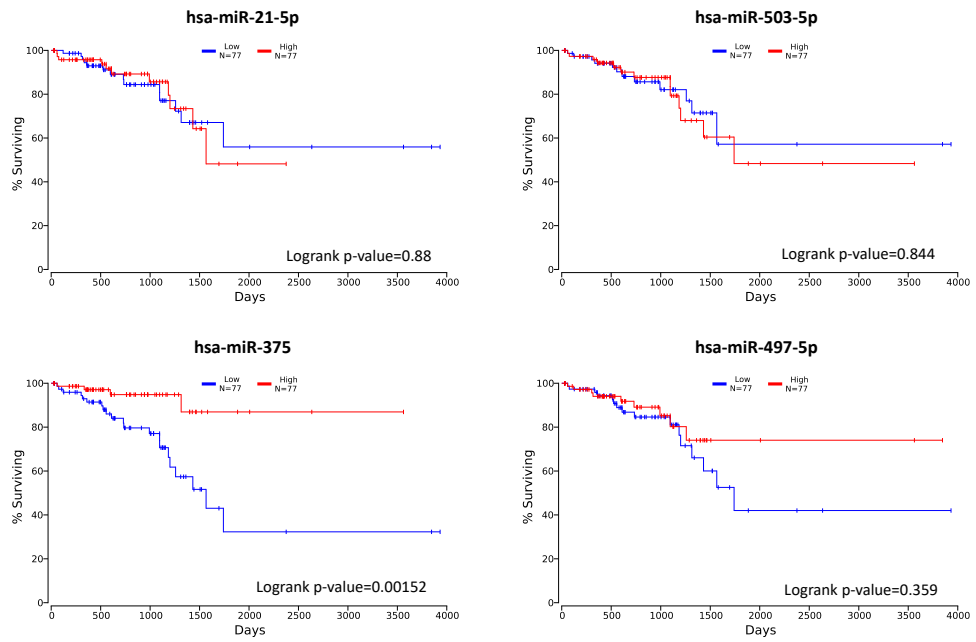 hsa-miR-21-5p
Low
N=77
High
N=77
% Surviving
100
80
60
40
20
0
Logrank p-value=0.88
0 500 1000 1500 2000 2500 3000 3500 4000
Days
hsa-miR-503-5p
Low
N=77
High
N=77
% Surviving
100
80
60
40
20
0
Logrank p-value=0.844
0 500 1000 1500 2000 2500 3000 3500 4000
Days
hsa-miR-375
Low
N=77
High
N=77
% Surviving
100
80
60
40
20
0
Logrank p-value=0.00152
0 500 1000 1500 2000 2500 3000 3500 4000
Days
hsa-miR-497-5p
Low
N=77
High
N=77
% Surviving
100
80
60
40
20
0
Logrank p-value=0.359
0 500 1000 1500 2000 2500 3000 3500 4000
Days